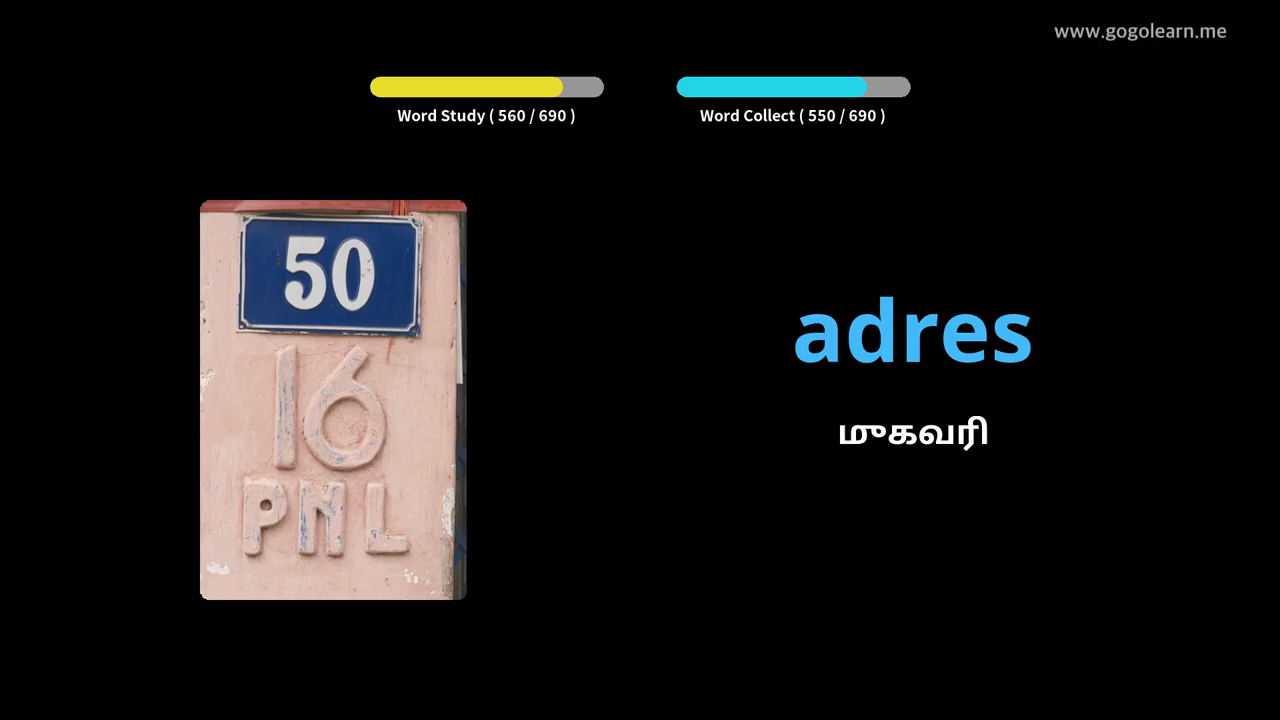 www.gogolearn.me
Word Study ( 560 / 690 )
Word Collect ( 550 / 690 )
50
16
PML
adres
முகவரி